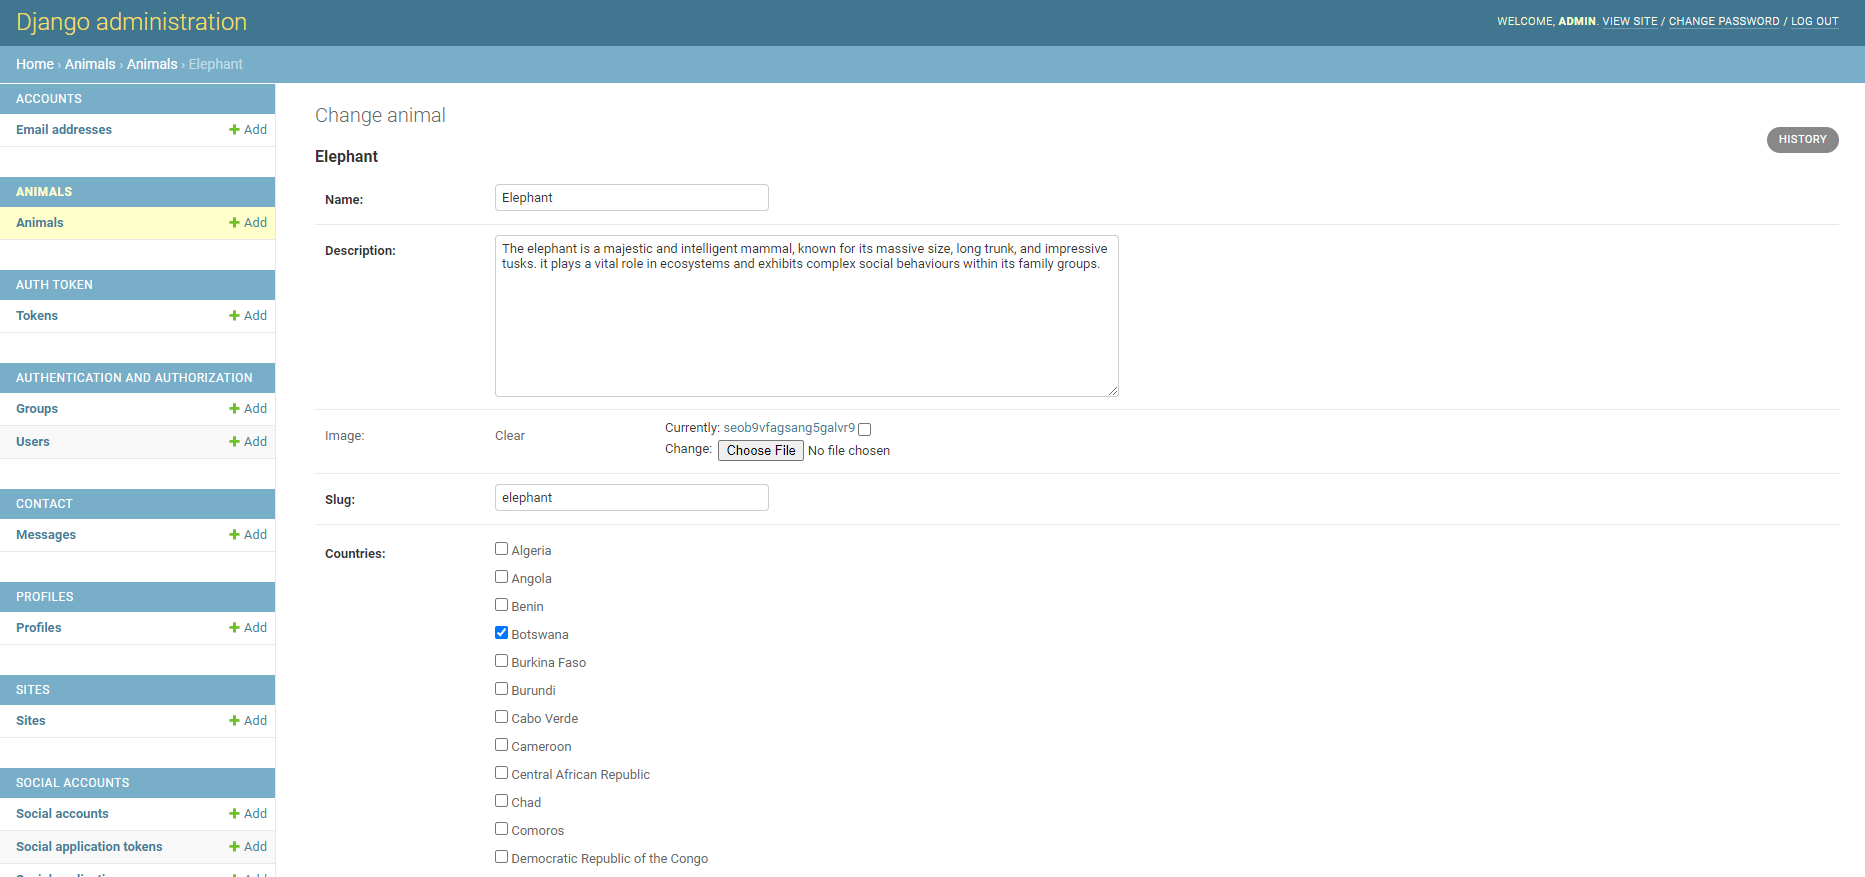 Django administration
WELCOME, ADMIN. VIEW SITE / CHANGE PASSWORD / LOG OUT
Home › Animals › Animals › Elephant
ACCOUNTS
Email addresses
Add
ANIMALS
Animals
Add
AUTH TOKEN
Tokens
Add
AUTHENTICATION AND AUTHORIZATION
Groups
Add
Users
Add
CONTACT
Messages
Add
PROFILES
Profiles
Add
SITES
Sites
Add
SOCIAL ACCOUNTS
Social accounts
Add
Social application tokens
Add
Change animal
HISTORY
Elephant
Name:
Elephant
Description:
The elephant is a majestic and intelligent mammal, known for its massive size, long trunk, and impressive
tusks. it plays a vital role in ecosystems and exhibits complex social behaviours within its family groups.
Image:
Clear
Currently: seob9vfagsang5galvr9
Change: Choose File No file chosen
Slug:
elephant
Countries:
Algeria
Angola
Benin
Botswana
Burkina Faso
Burundi
Cabo Verde
Cameroon
Central African Republic
Chad
Comoros
Democratic Republic of the Congo